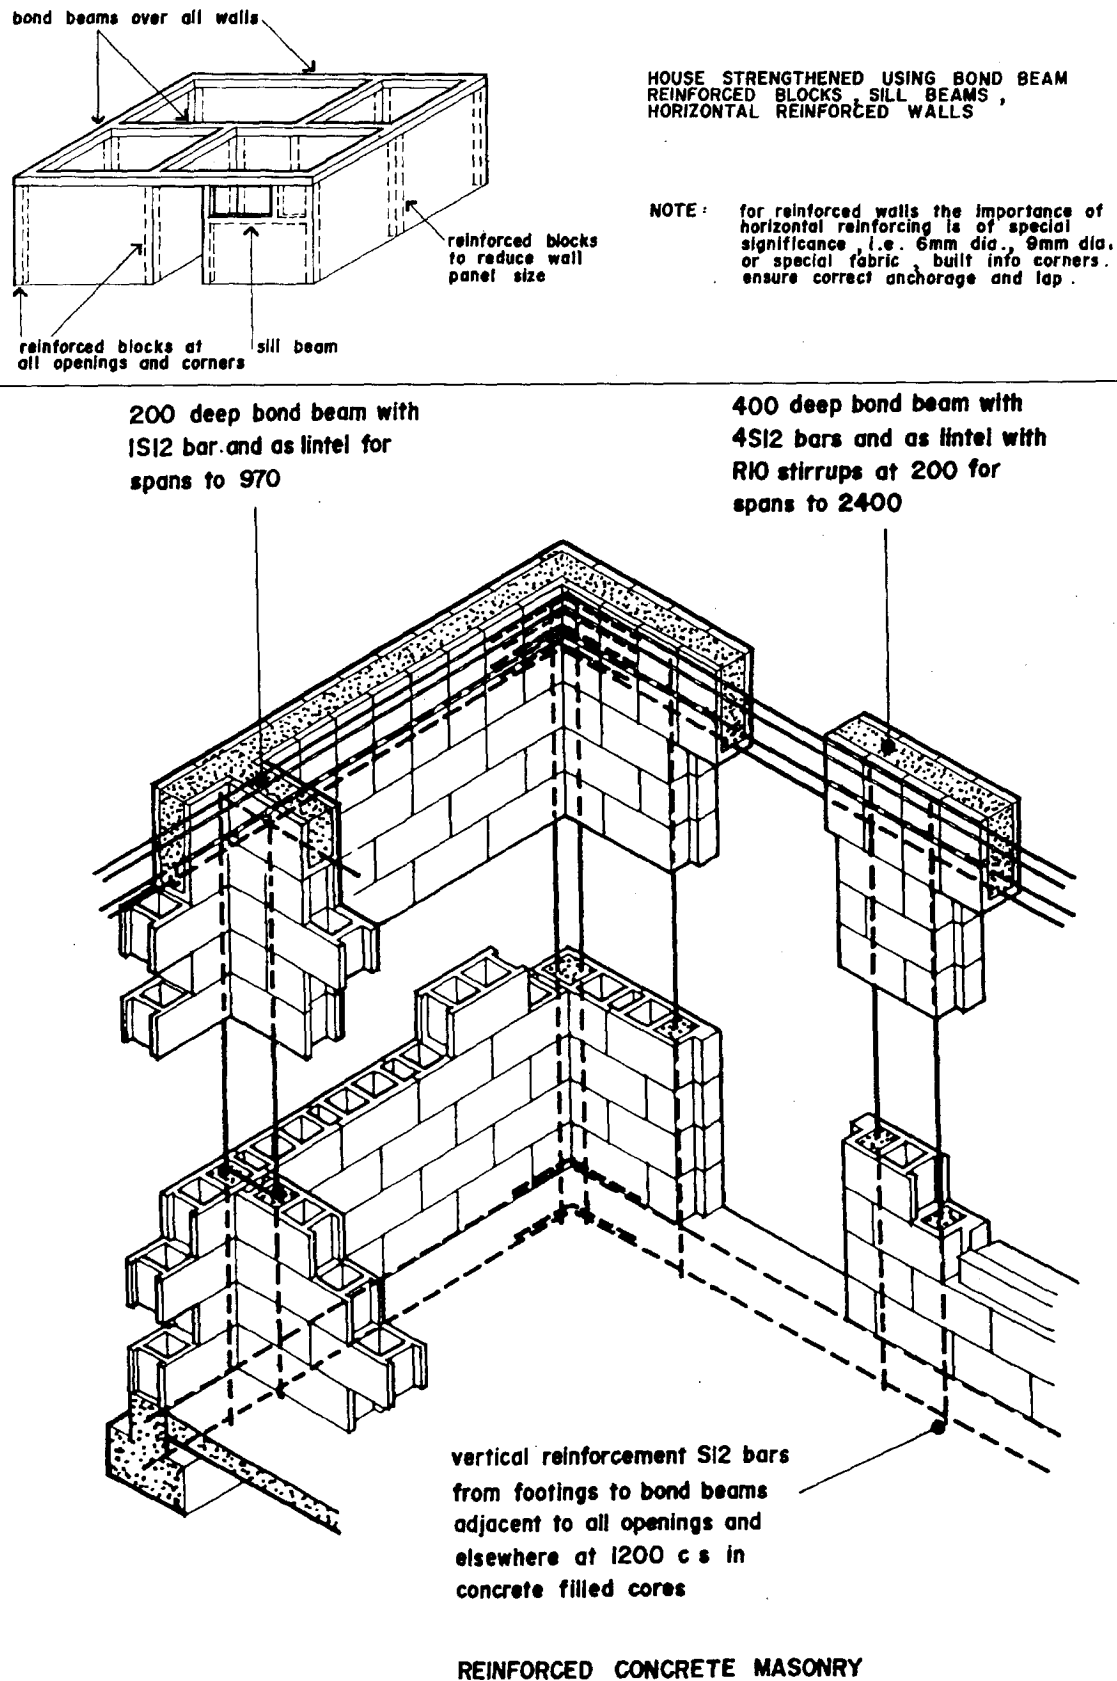 bond beams over all walls
HOUSE STRENGTHENED USING BOND BEAM
REINFORCED BLOCKS , SILL BEAMS ,
HORIZONTAL REINFORCED WALLS
NOTE: for reinforced walls the importance of
horizontal reinforcing is of special
significance , i.e. 6mm dia., 9mm dia.
or special fabric , built into corners.
ensure correct anchorage and lap .
reinforced blocks
to reduce wall
panel size
reinforced blocks at
all openings and corners
sill beam
200 deep bond beam with
1S12 bar and as lintel for
spans to 970
400 deep bond beam with
4S12 bars and as lintel with
R10 stirrups at 200 for
spans to 2400
vertical reinforcement S12 bars
from footings to bond beams
adjacent to all openings and
elsewhere at 1200 c s in
concrete filled cores
REINFORCED CONCRETE MASONRY